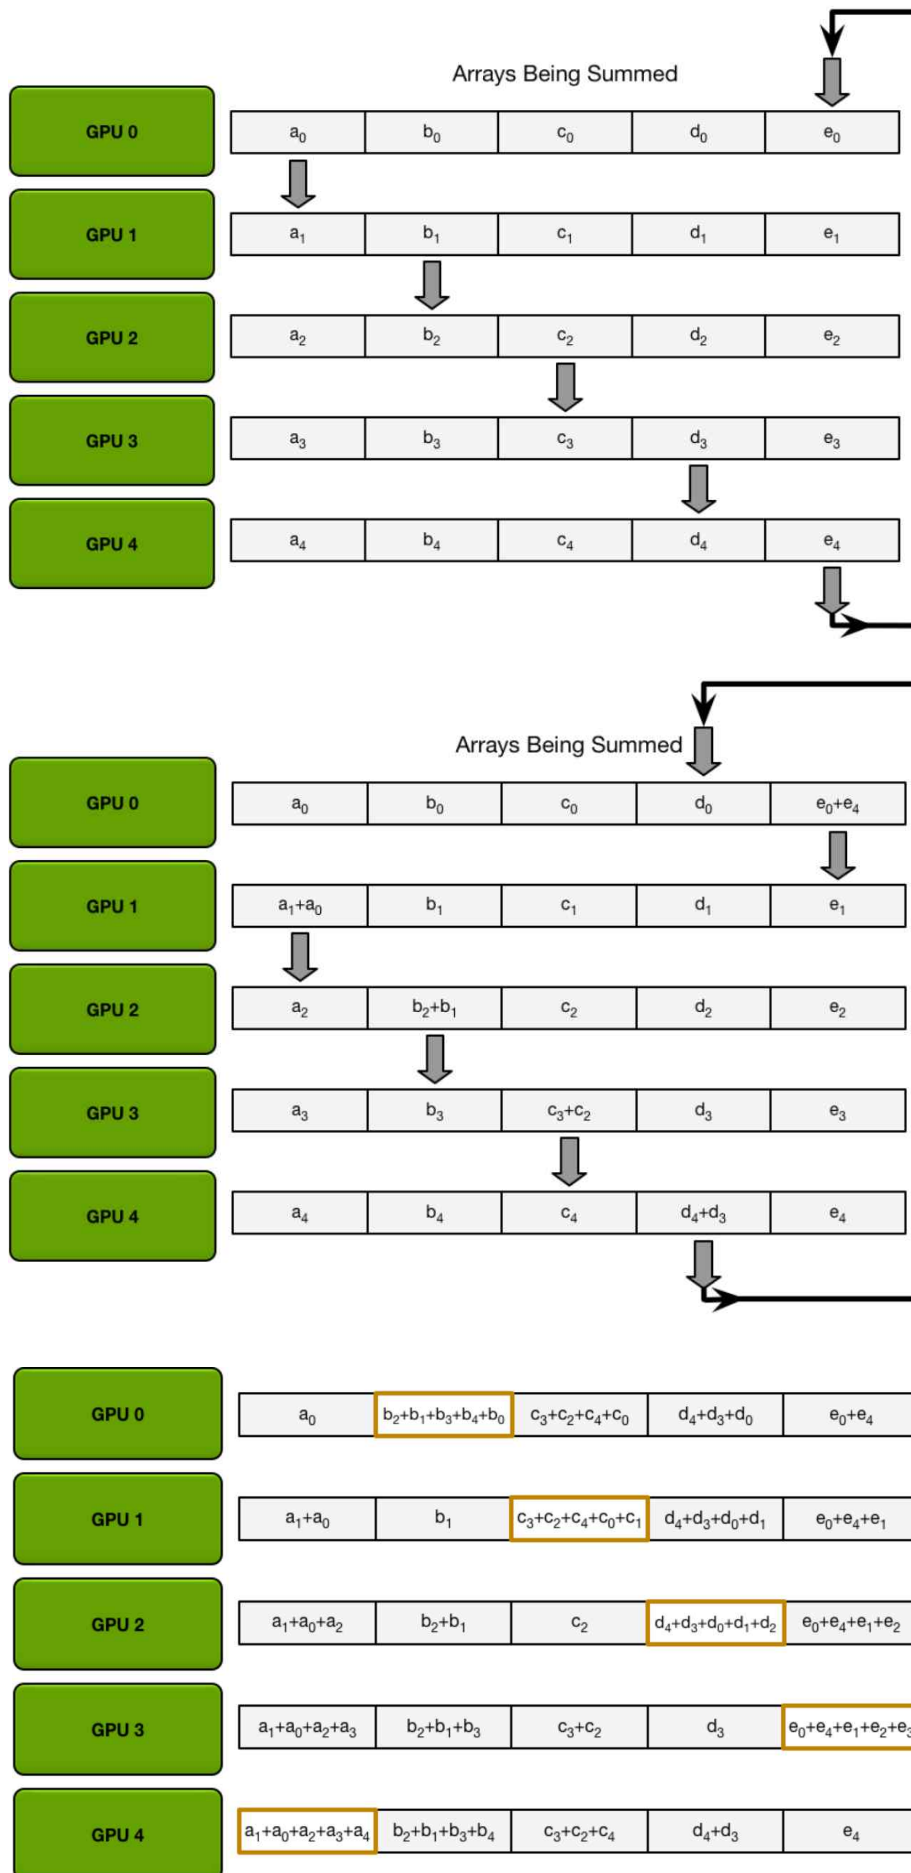 Arrays Being Summed
GPU 0 a₀ b₀ c₀ d₀ e₀
GPU 1 a₁ b₁ c₁ d₁ e₁
GPU 2 a₂ b₂ c₂ d₂ e₂
GPU 3 a₃ b₃ c₃ d₃ e₃
GPU 4 a₄ b₄ c₄ d₄ e₄
Arrays Being Summed
GPU 0 a₀ b₀ c₀ d₀ e₀+e₄
GPU 1 a₁+a₀ b₁ c₁ d₁ e₁
GPU 2 a₂ b₂+b₁ c₂ d₂ e₂
GPU 3 a₃ b₃ c₃+c₂ d₃ e₃
GPU 4 a₄ b₄ c₄ d₄+d₃ e₄
GPU 0 a₀ b₂+b₁+b₃+b₄+b₀ c₃+c₂+c₄+c₀ d₄+d₃+d₀ e₀+e₄
GPU 1 a₁+a₀ b₁ c₃+c₂+c₄+c₀+c₁ d₄+d₃+d₀+d₁ e₀+e₄+e₁
GPU 2 a₁+a₀+a₂ b₂+b₁ c₂ d₄+d₃+d₀+d₁+d₂ e₀+e₄+e₁+e₂
GPU 3 a₁+a₀+a₂+a₃ b₂+b₁+b₃ c₃+c₂ d₃ e₀+e₄+e₁+e₂+e₃
GPU 4 a₁+a₀+a₂+a₃+a₄ b₂+b₁+b₃+b₄ c₃+c₂+c₄ d₄+d₃ e₄